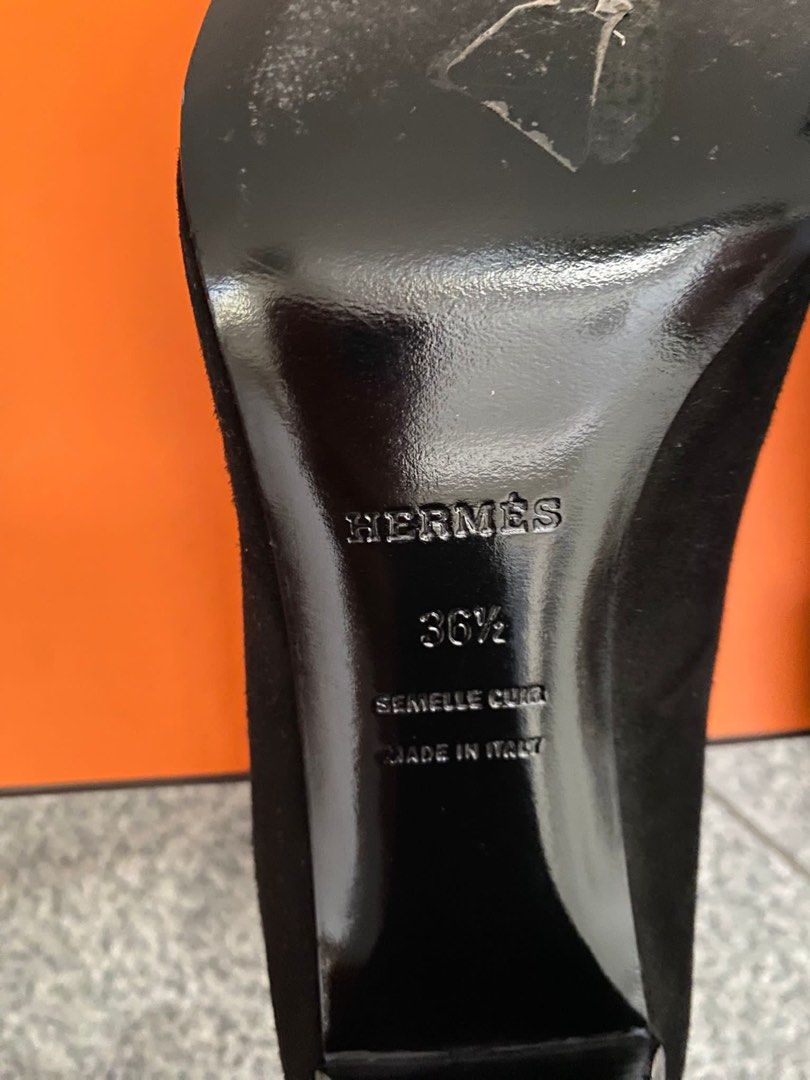 HERMÈS
36½
SEMELLE CUIR
MADE IN ITALY